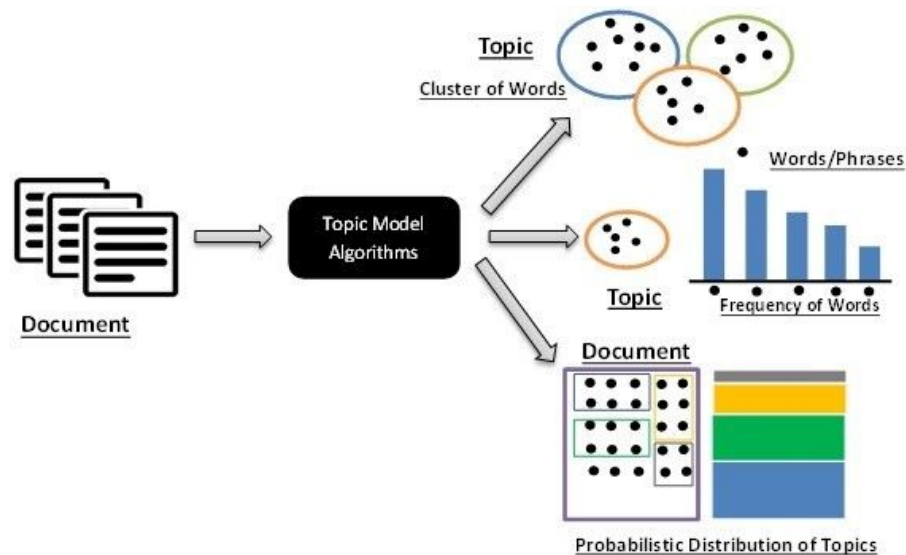 Topic
Cluster of Words
Words/Phrases
Topic Model
Algorithms
Document
Topic
Frequency of Words
Document
Probabilistic Distribution of Topics